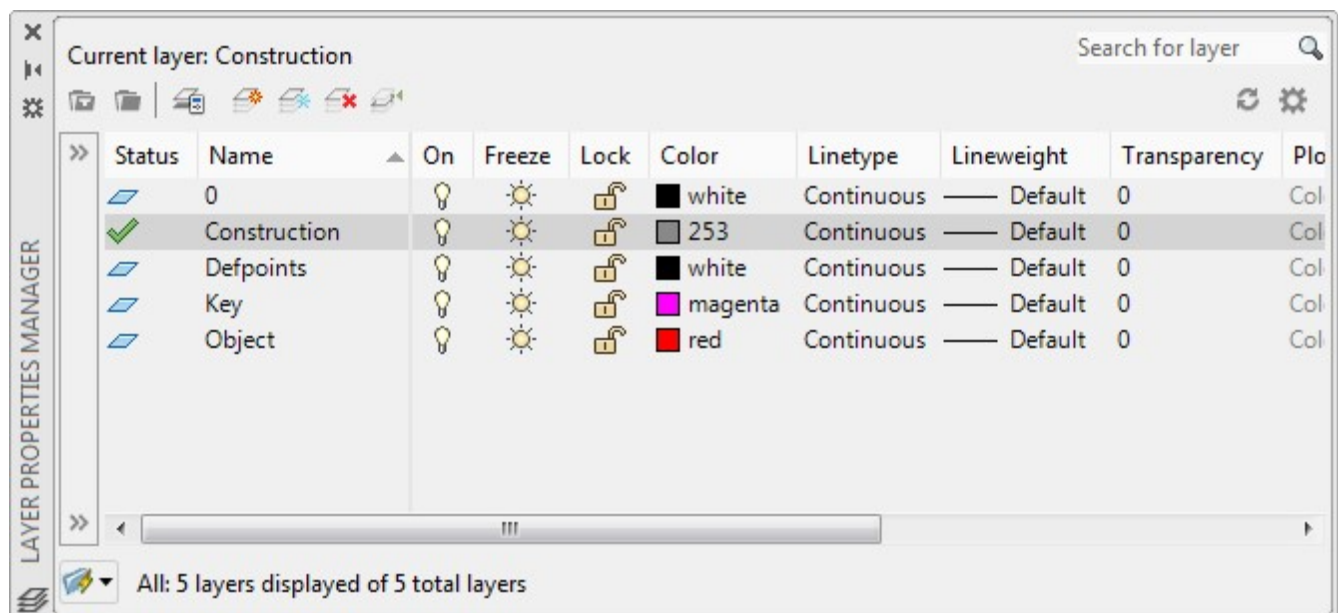 Current layer: Construction
Search for layer
Status Name On Freeze Lock Color Linetype Lineweight Transparency Plo
0 white Continuous Default 0 Col
Construction 253 Continuous Default 0 Col
Defpoints white Continuous Default 0 Col
Key magenta Continuous Default 0 Col
Object red Continuous Default 0 Col
LAYER PROPERTIES MANAGER
All: 5 layers displayed of 5 total layers